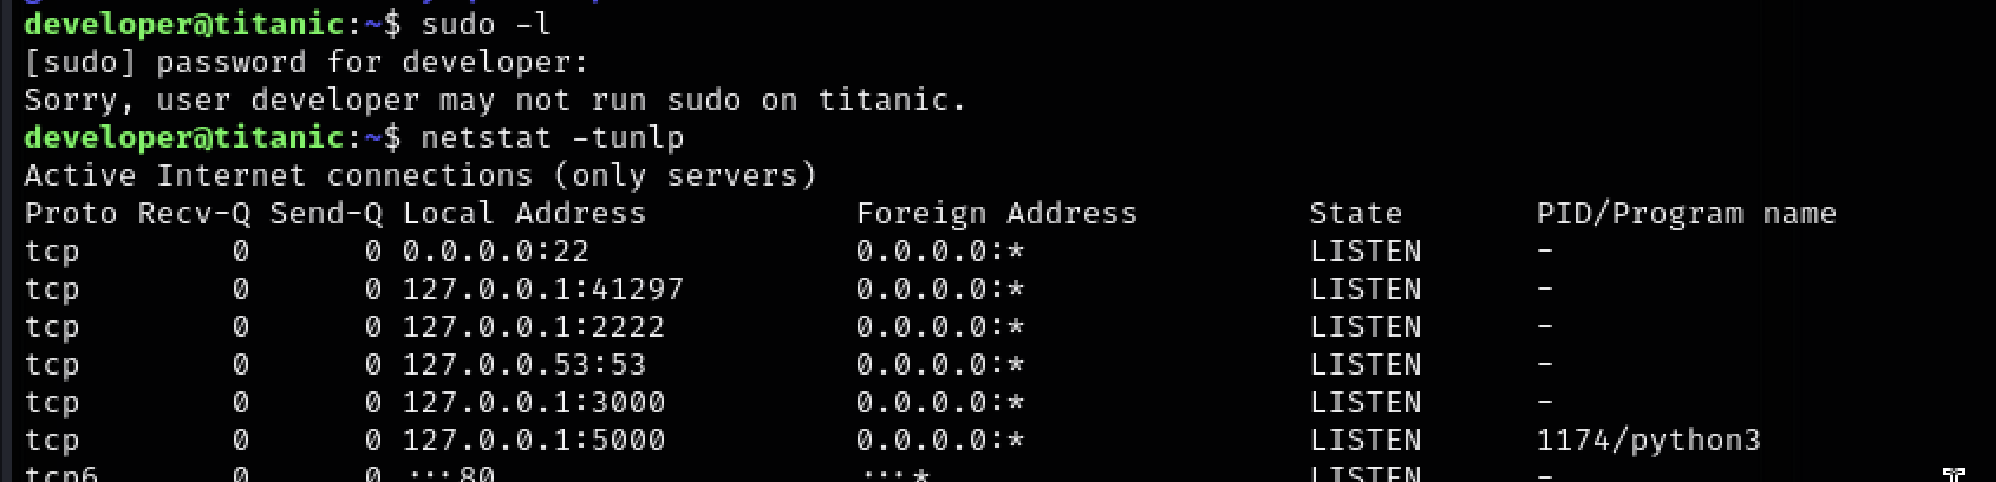 developer@titanic:~$ sudo -l
[sudo] password for developer:
Sorry, user developer may not run sudo on titanic.
developer@titanic:~$ netstat -tunlp
Active Internet connections (only servers)
Proto Recv-Q Send-Q Local Address           Foreign Address         State       PID/Program name
tcp        0      0 0.0.0.0:22              0.0.0.0:*               LISTEN      -
tcp        0      0 127.0.0.1:41297         0.0.0.0:*               LISTEN      -
tcp        0      0 127.0.0.1:2222          0.0.0.0:*               LISTEN      -
tcp        0      0 127.0.0.53:53           0.0.0.0:*               LISTEN      -
tcp        0      0 127.0.0.1:3000          0.0.0.0:*               LISTEN      -
tcp        0      0 127.0.0.1:5000          0.0.0.0:*               LISTEN      1174/python3
tcp6       0      0 :::80                   :::*                    LISTEN      -